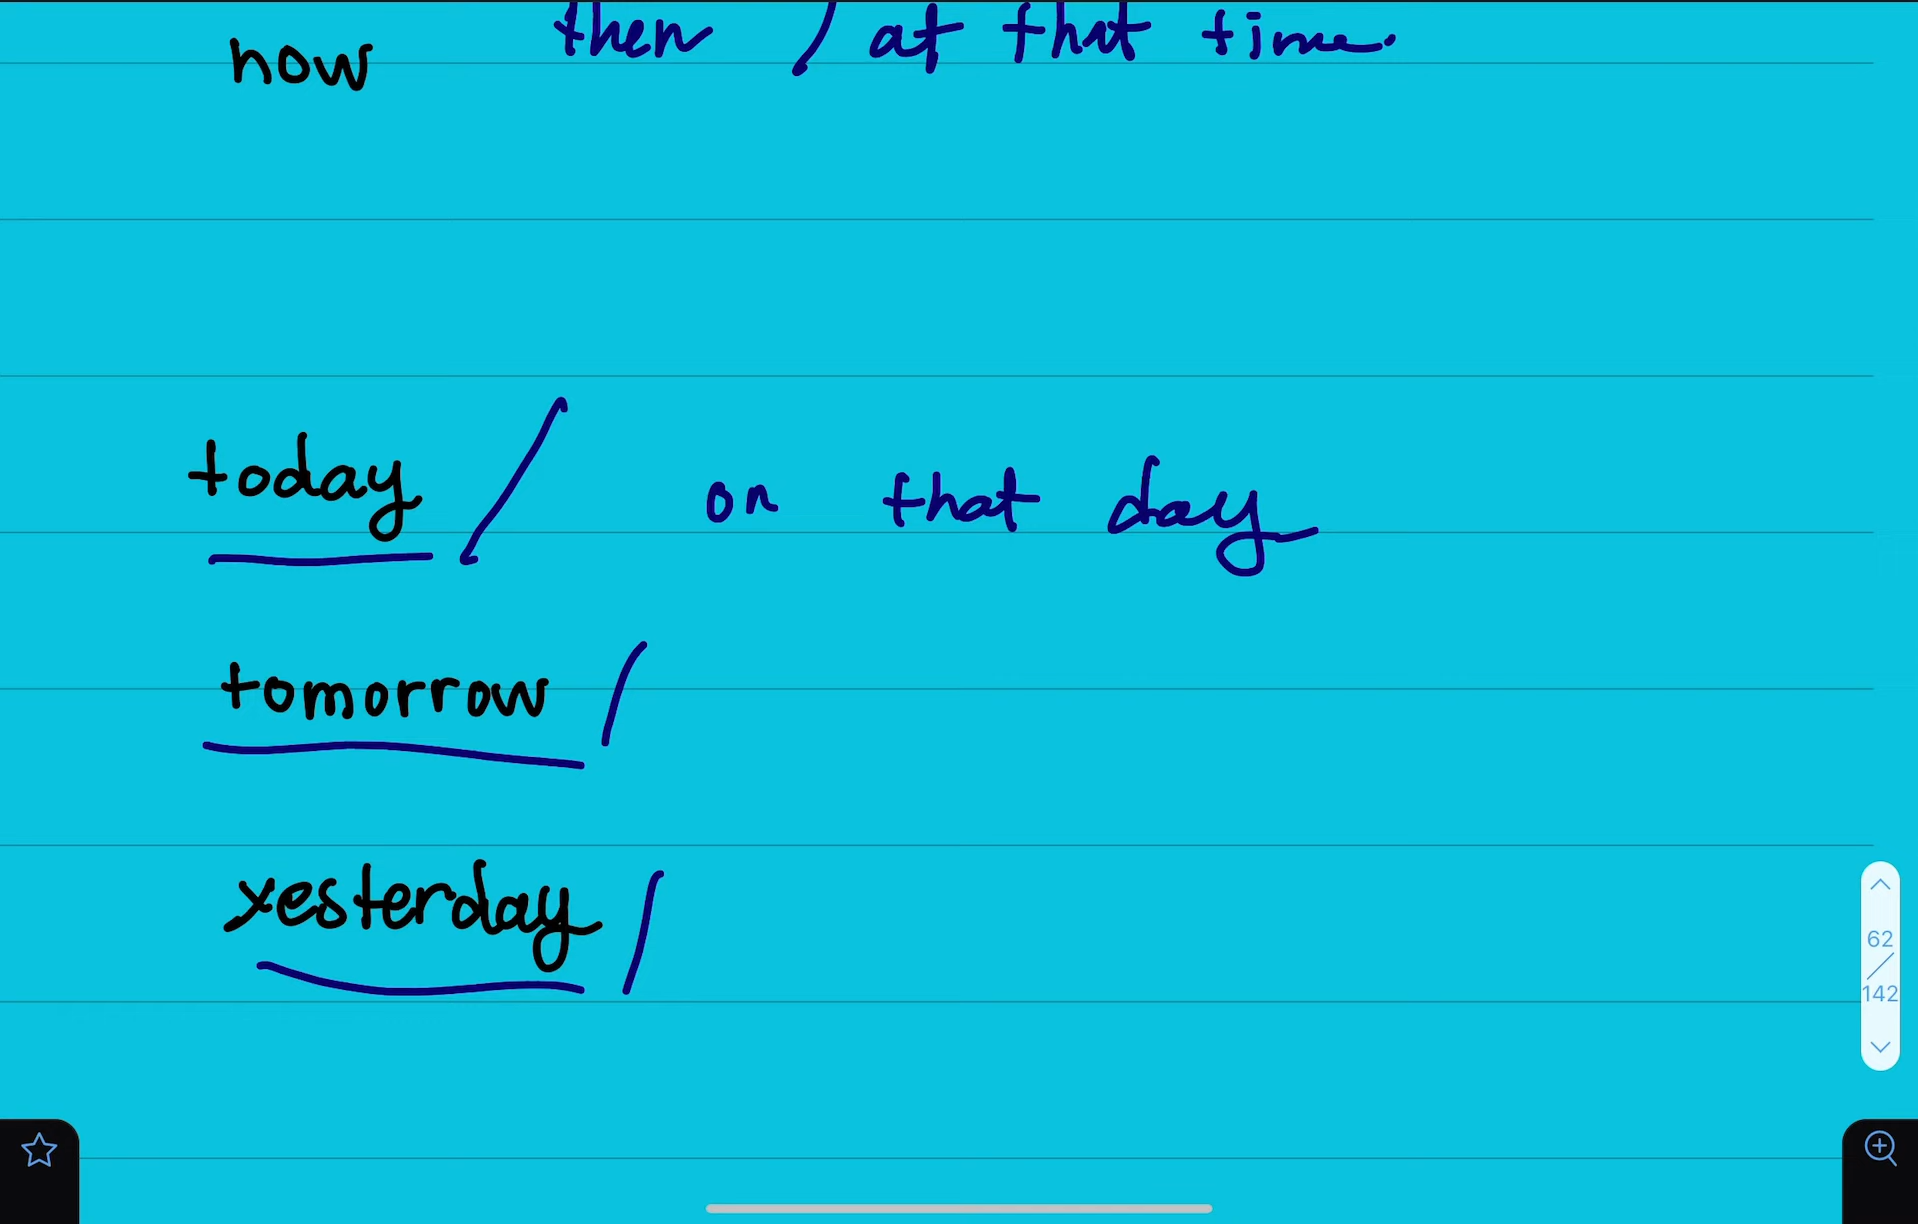 now then / at that time.
today / on that day
tomorrow /
yesterday /
62
/
142